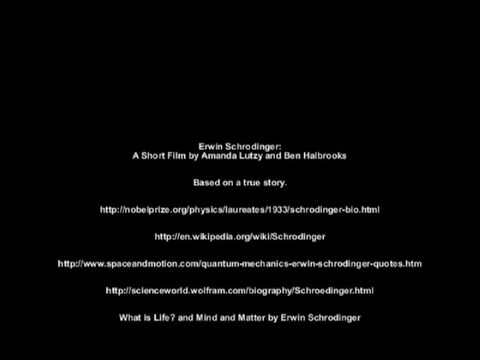 Erwin Schrodinger:
A Short Film by Amanda Lutzy and Ben Halbrooks
Based on a true story.
http://nobelprize.org/physics/laureates/1933/schrodinger-bio.html
http://en.wikipedia.org/wiki/Schrodinger
http://www.spaceandmotion.com/quantum-mechanics-erwin-schrodinger-quotes.htm
http://scienceworld.wolfram.com/biography/Schroedinger.html
What is Life? and Mind and Matter by Erwin Schrodinger